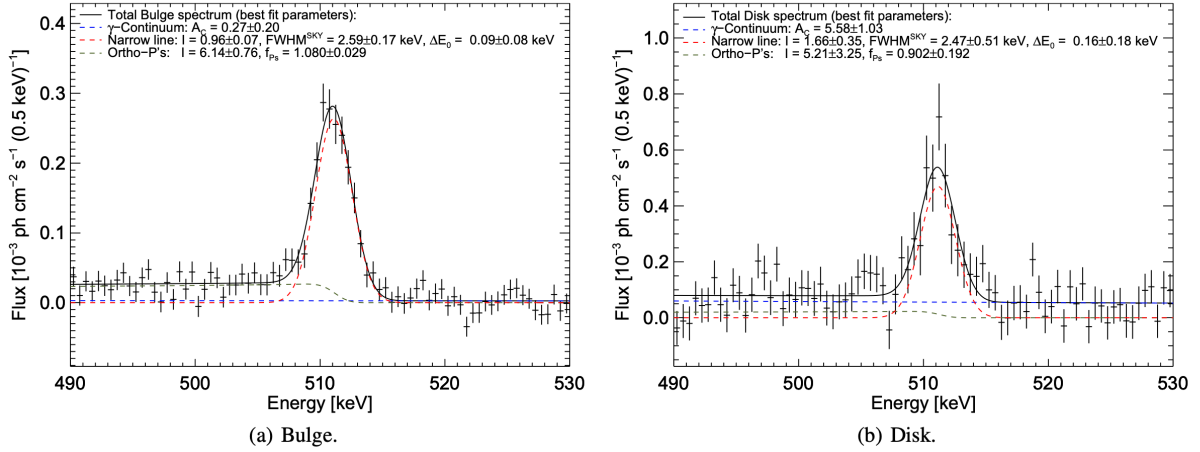 Total Bulge spectrum (best fit parameters):
γ-Continuum: A_C = 0.27±0.20
Narrow line: I = 0.96±0.07, FWHM^SKY = 2.59±0.17 keV, ΔE_0 = 0.09±0.08 keV
Ortho-P's: I = 6.14±0.76, f_Ps = 1.080±0.029
0.4
0.3
0.2
0.1
0.0
Flux [10^−3 ph cm^−2 s^−1 (0.5 keV)^−1]
490 500 510 520 530
Energy [keV]
(a) Bulge.
Total Disk spectrum (best fit parameters):
γ-Continuum: A_C = 5.58±1.03
Narrow line: I = 1.66±0.35, FWHM^SKY = 2.47±0.51 keV, ΔE_0 = 0.16±0.18 keV
Ortho-P's: I = 5.21±3.25, f_Ps = 0.902±0.192
1.0
0.8
0.6
0.4
0.2
0.0
Flux [10^−3 ph cm^−2 s^−1 (0.5 keV)^−1]
490 500 510 520 530
Energy [keV]
(b) Disk.